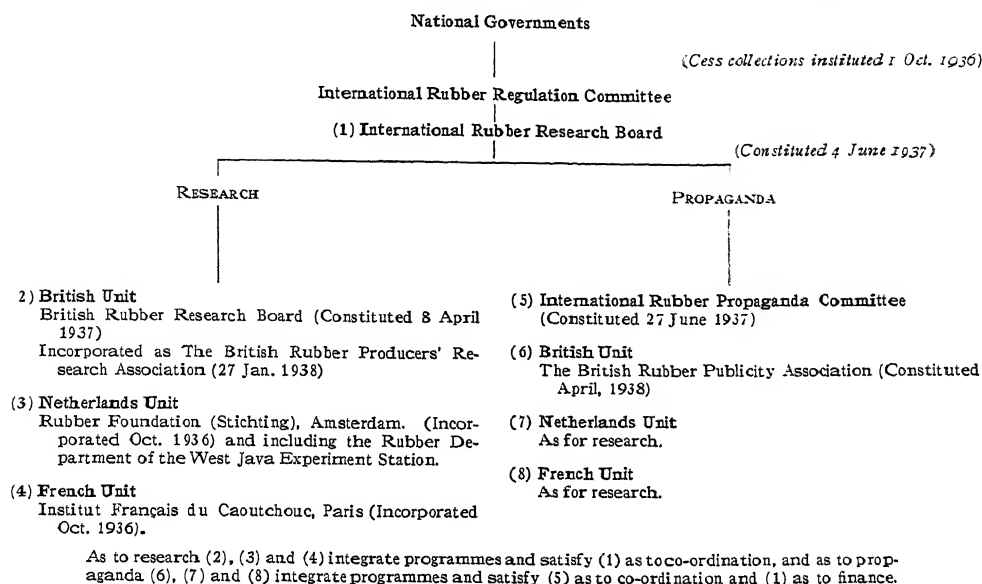 National Governments
(Cess collections instituted 1 Oct. 1936)
International Rubber Regulation Committee
(1) International Rubber Research Board
(Constituted 4 June 1937)
RESEARCH
PROPAGANDA
2) British Unit
British Rubber Research Board (Constituted 8 April
1937)
Incorporated as The British Rubber Producers' Re-
search Association (27 Jan. 1938)
(3) Netherlands Unit
Rubber Foundation (Stichting), Amsterdam. (Incor-
porated Oct. 1936) and including the Rubber De-
partment of the West Java Experiment Station.
(4) French Unit
Institut Français du Caoutchouc, Paris (Incorporated
Oct. 1936).
(5) International Rubber Propaganda Committee
(Constituted 27 June 1937)
(6) British Unit
The British Rubber Publicity Association (Constituted
April, 1938)
(7) Netherlands Unit
As for research.
(8) French Unit
As for research.
As to research (2), (3) and (4) integrate programmes and satisfy (1) as to co-ordination, and as to prop-
aganda (6), (7) and (8) integrate programmes and satisfy (5) as to co-ordination and (1) as to finance.